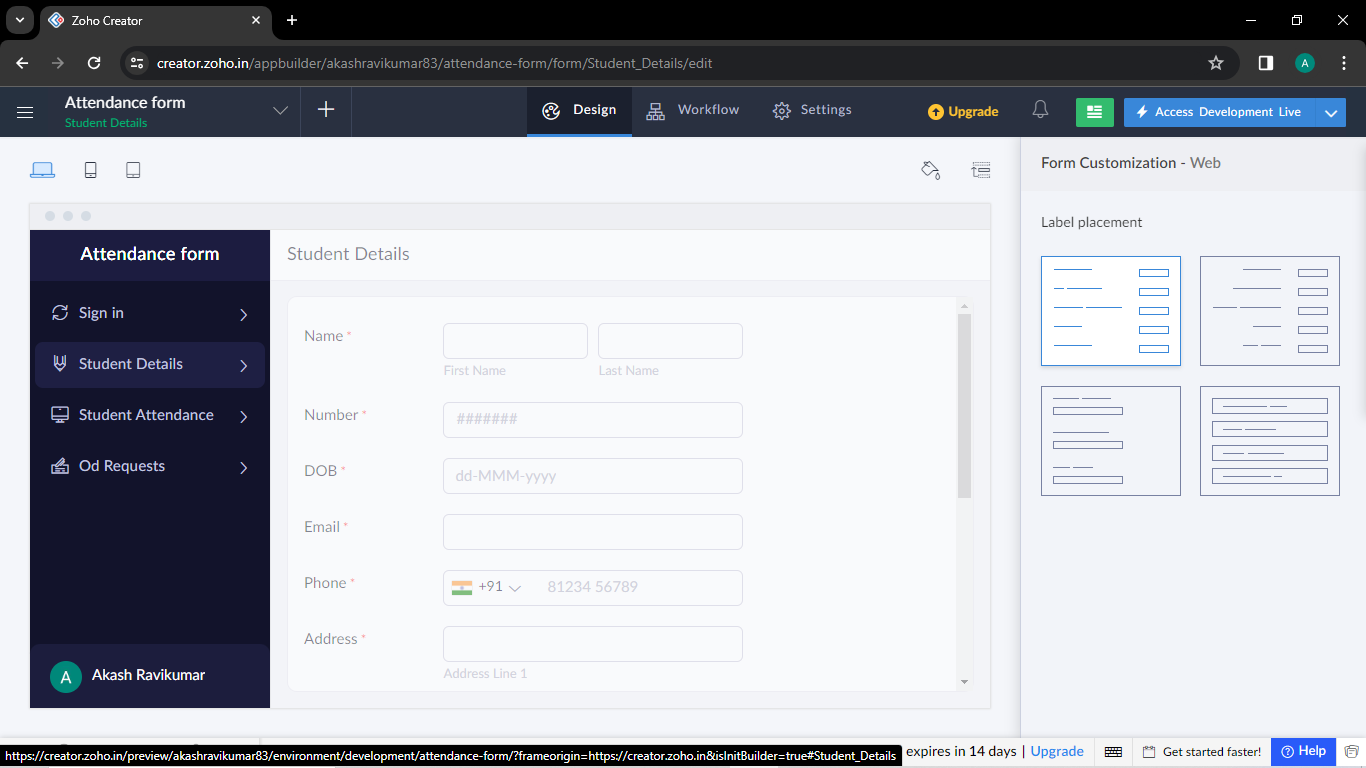 Zoho Creator
creator.zoho.in/appbuilder/akashravikumar83/attendance-form/form/Student_Details/edit
A
Attendance form
Student Details
Design
Workflow
Settings
Upgrade
Access Development Live
Form Customization - Web
Label placement
Attendance form
Sign in
Student Details
Student Attendance
Od Requests
A
Akash Ravikumar
Student Details
Name *
First Name
Last Name
Number *
#######
DOB *
dd-MMM-yyyy
Email *
Phone *
+91
81234 56789
Address *
Address Line 1
https://creator.zoho.in/preview/akashravikumar83/environment/development/attendance-form/?frameorigin=https://creator.zoho.in&isInitBuilder=true#Student_Details
expires in 14 days | Upgrade
Get started faster!
Help